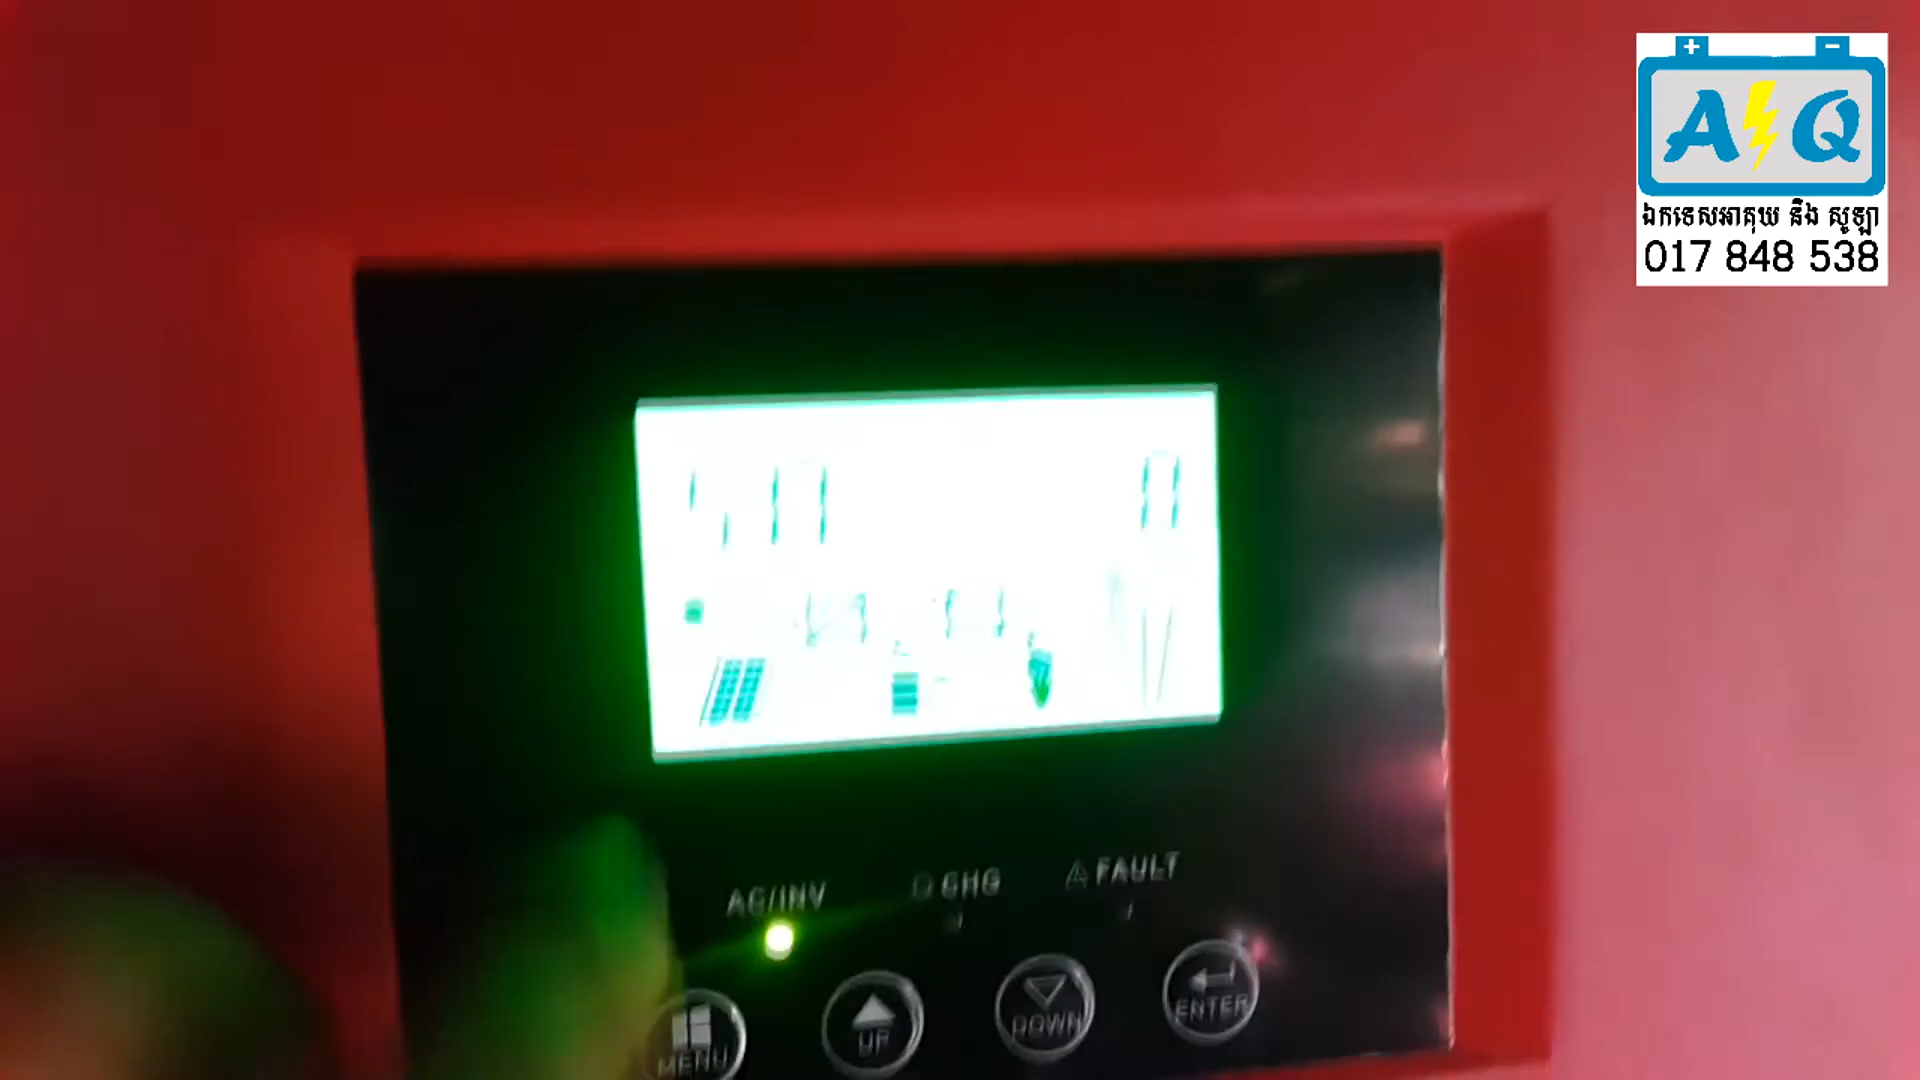 A Q
ឯកទេសអាគុយ និង សូឡា
017 848 538
AC/INV
CHG
FAULT
MENU
UP
DOWN
ENTER